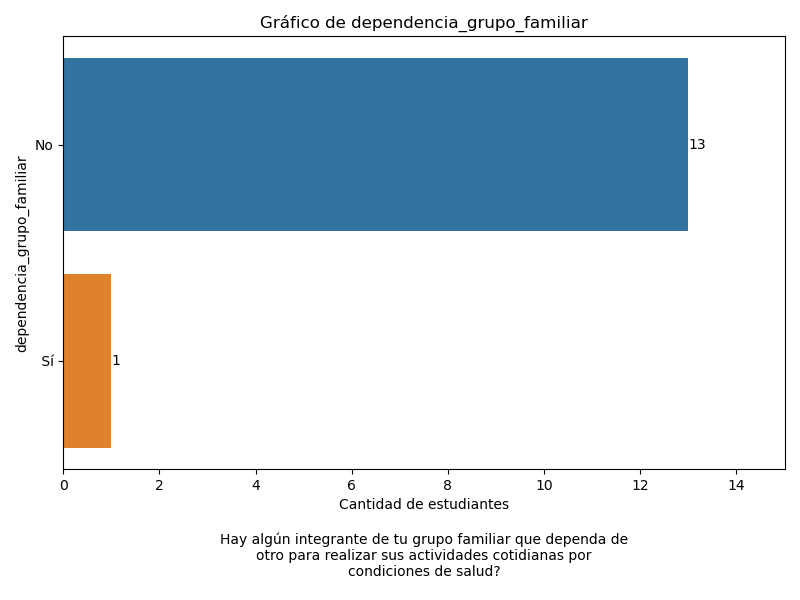 Gráfico de dependencia_grupo_familiar
dependencia_grupo_familiar
No
13
Sí
1
0 2 4 6 8 10 12 14
Cantidad de estudiantes
Hay algún integrante de tu grupo familiar que dependa de
otro para realizar sus actividades cotidianas por
condiciones de salud?